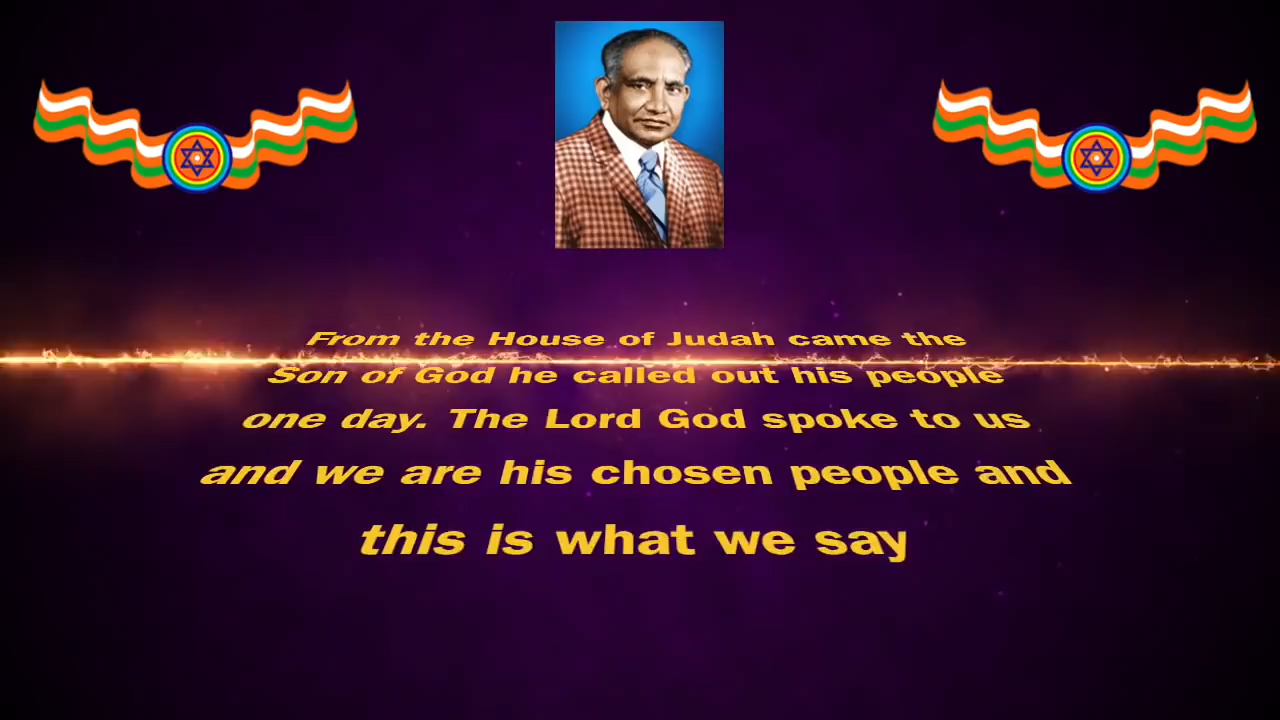 From the House of Judah came the
Son of God he called out his people
one day. The Lord God spoke to us
and we are his chosen people and
this is what we say